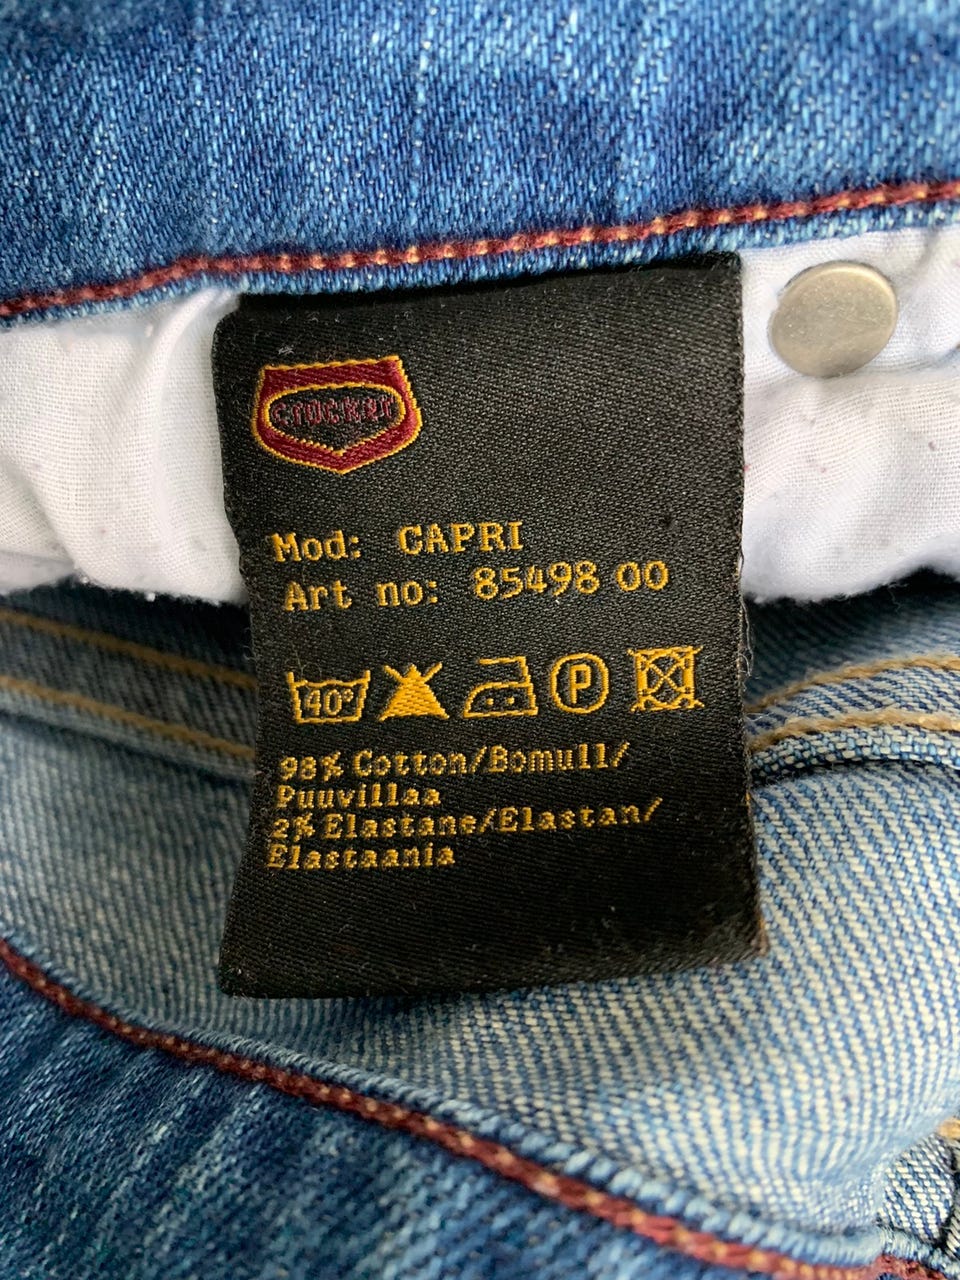 CROCKER
Mod: CAPRI
Art no: 85498 00
40° P
98% Cotton/Bomull/
Puuvillaa
2% Elastane/Elastan/
Elastaania